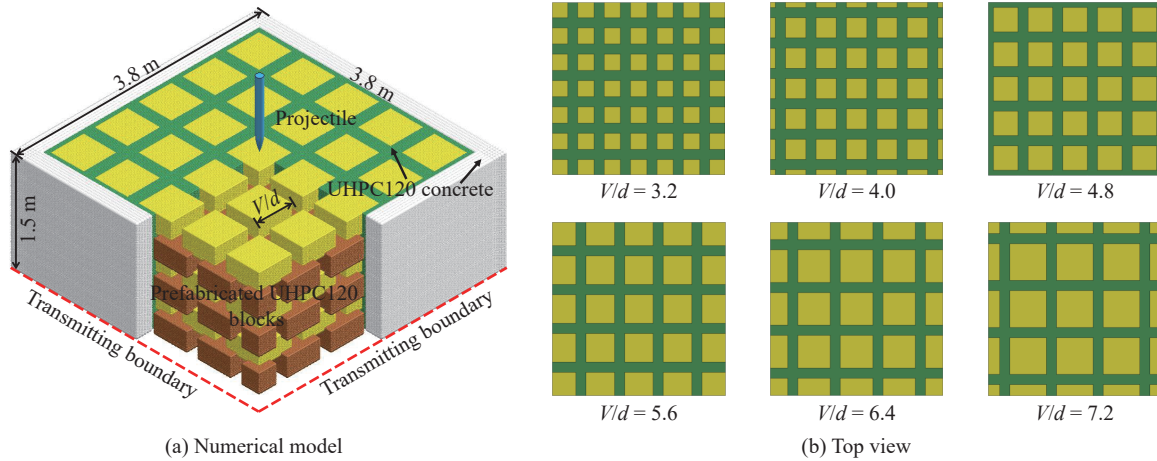 3.8 m
3.8 m
Projectile
UHPC120 concrete
V/d
1.5 m
Prefabricated UHPC120
blocks
Transmitting boundary
Transmitting boundary
(a) Numerical model
V/d = 3.2
V/d = 4.0
V/d = 4.8
V/d = 5.6
V/d = 6.4
V/d = 7.2
(b) Top view